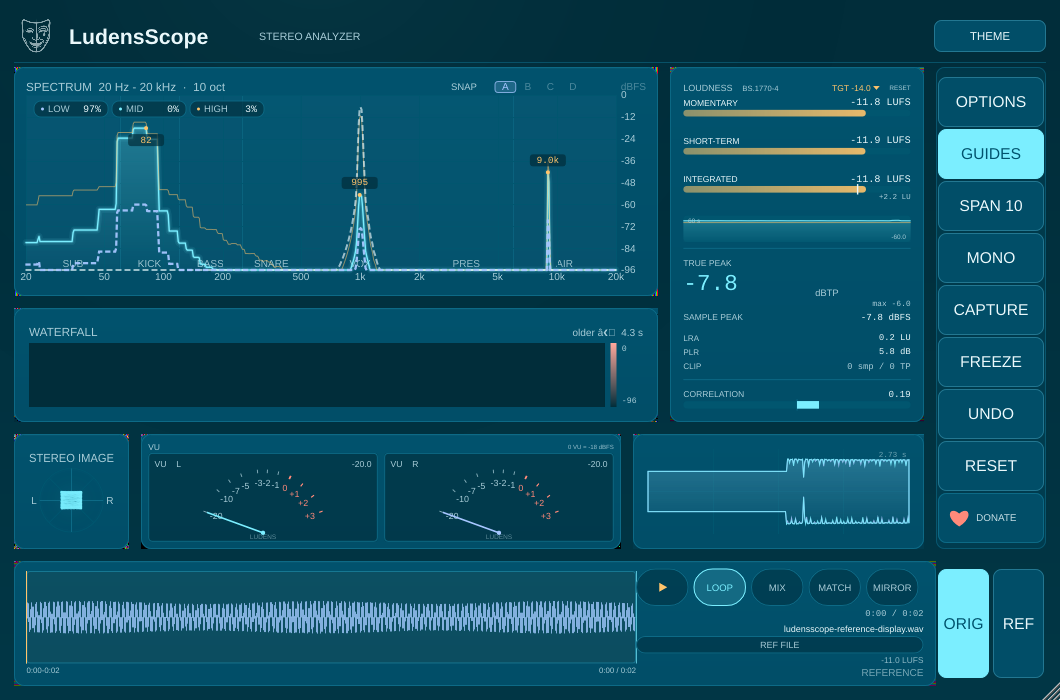 LudensScope
STEREO ANALYZER
THEME
SPECTRUM 20 Hz - 20 kHz · 10 oct
SNAP A B C D dBFS
LOW 97%
MID 0%
HIGH 3%
0
-12
-24
-36
-48
-60
-72
-84
-96
82
995
9.0k
KICK BASS SNARE PRES AIR
20 50 100 200 500 1k 2k 5k 10k 20k
LOUDNESS BS.1770-4 TGT -14.0 RESET
MOMENTARY -11.8 LUFS
SHORT-TERM -11.9 LUFS
INTEGRATED -11.8 LUFS
+2.2 LU
-60 s
-60.0
TRUE PEAK
-7.8 dBTP
max -6.0
SAMPLE PEAK -7.8 dBFS
LRA 0.2 LU
PLR 5.8 dB
CLIP 0 smp / 0 TP
CORRELATION 0.19
OPTIONS
GUIDES
SPAN 10
MONO
CAPTURE
FREEZE
UNDO
RESET
DONATE
WATERFALL
older 4.3 s
0
-96
STEREO IMAGE
L R
VU
0 VU = -18 dBFS
VU L -20.0
-20 -10 -7 -5 -3 -2 -1 0 +1 +2 +3
LUDENS
VU R -20.0
-20 -10 -7 -5 -3 -2 -1 0 +1 +2 +3
LUDENS
2.73 s
LOOP
MIX
MATCH
MIRROR
0:00 / 0:02
ludensscope-reference-display.wav
REF FILE
-11.0 LUFS
REFERENCE
0:00-0:02
0:00 / 0:02
ORIG
REF